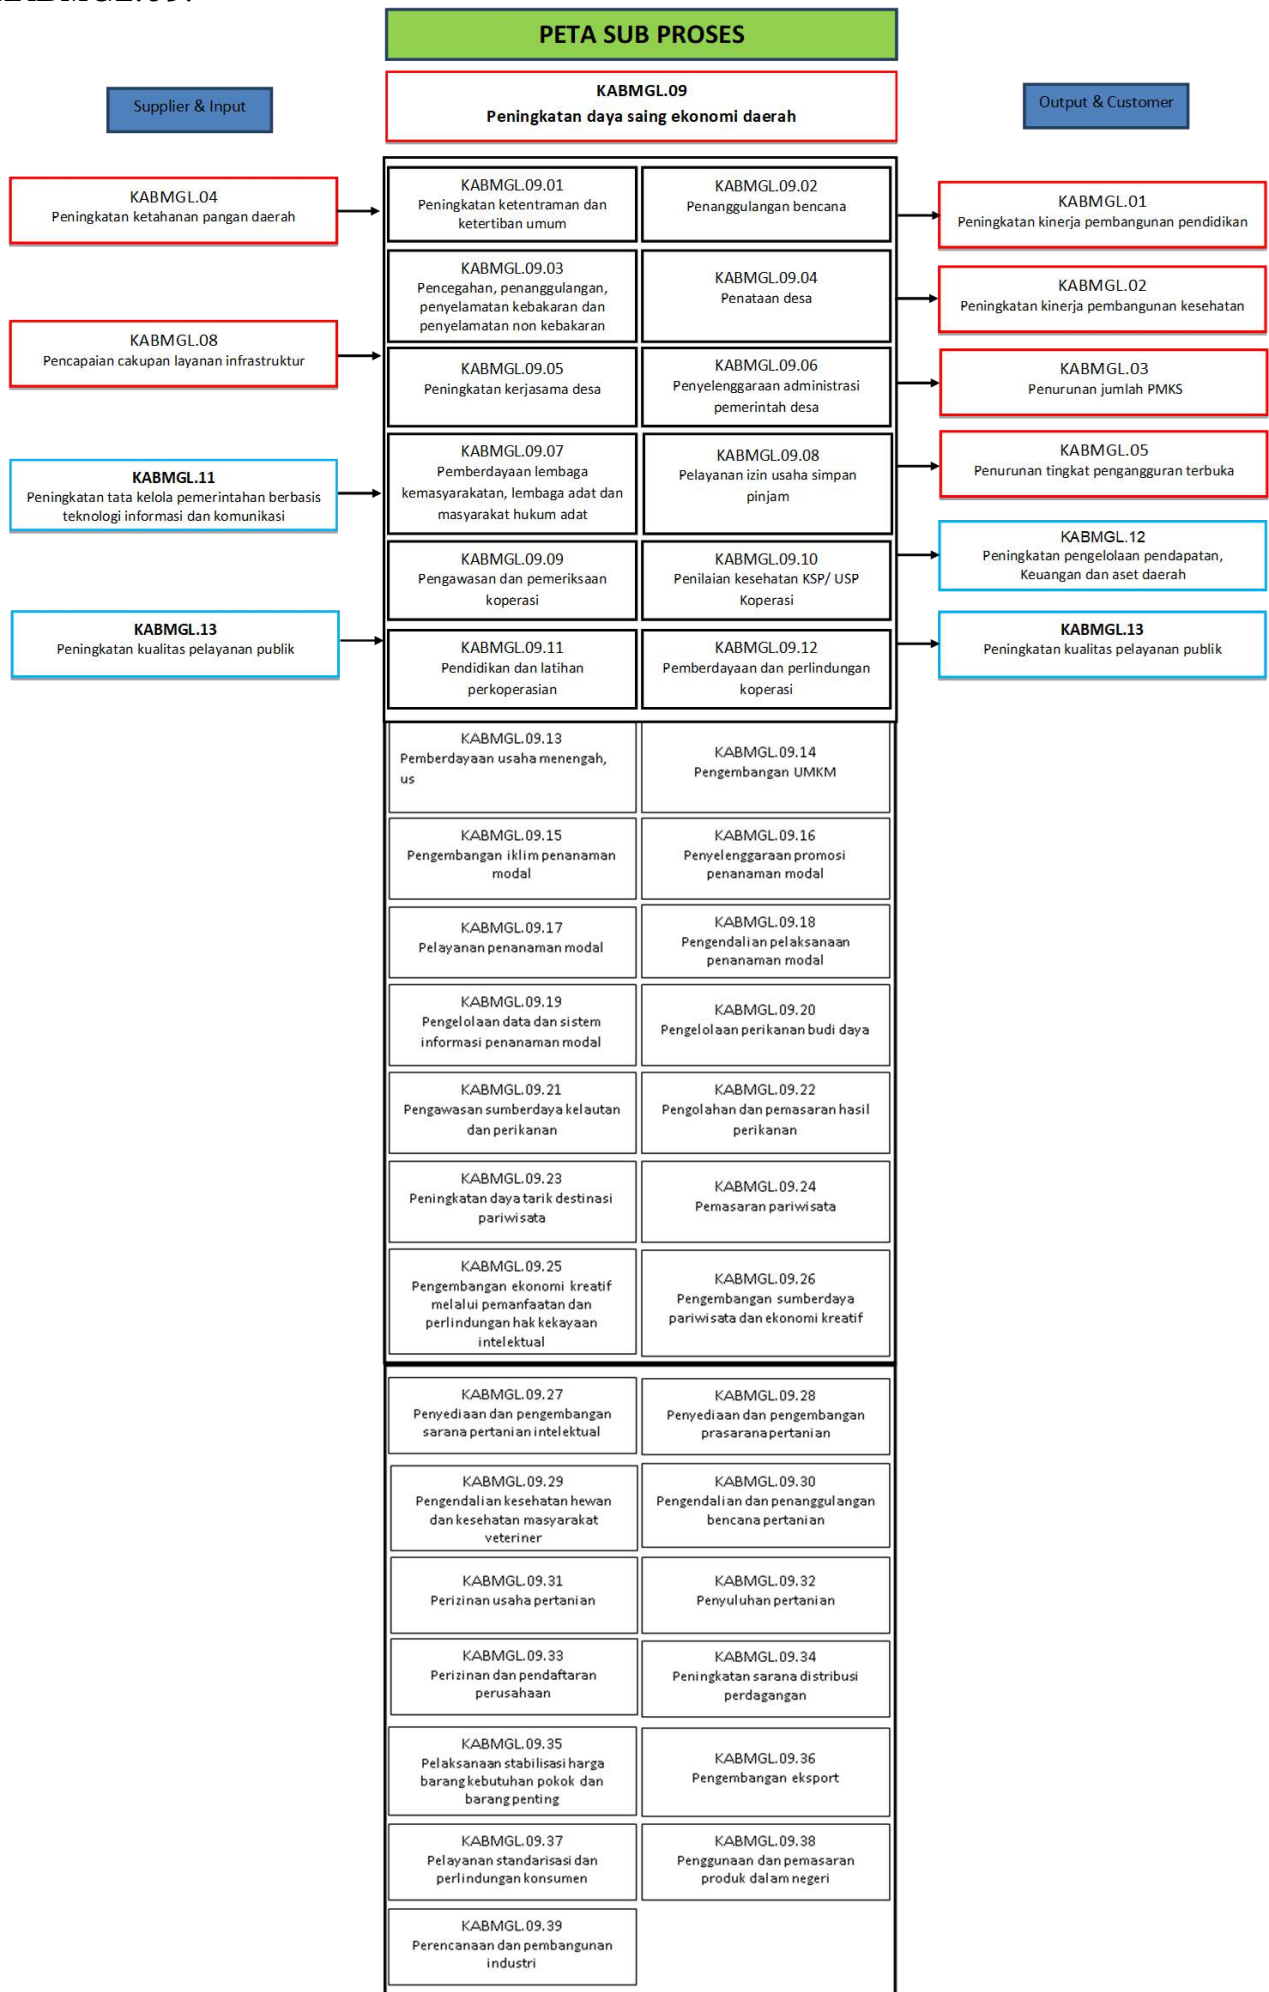 PETA SUB PROSES
Supplier & Input
KABMGL.09
Peningkatan daya saing ekonomi daerah
Output & Customer
KABMGL.04
Peningkatan ketahanan pangan daerah
KABMGL.08
Pencapaian cakupan layanan infrastruktur
KABMGL.11
Peningkatan tata kelola pemerintahan berbasis
teknologi informasi dan komunikasi
KABMGL.13
Peningkatan kualitas pelayanan publik
KABMGL.09.01
Peningkatan ketentraman dan
ketertiban umum
KABMGL.09.02
Penanggulangan bencana
KABMGL.09.03
Pencegahan, penanggulangan,
penyelamatan kebakaran dan
penyelamatan non kebakaran
KABMGL.09.04
Penataan desa
KABMGL.09.05
Peningkatan kerjasama desa
KABMGL.09.06
Penyelenggaraan administrasi
pemerintah desa
KABMGL.09.07
Pemberdayaan lembaga
kemasyarakatan, lembaga adat dan
masyarakat hukum adat
KABMGL.09.08
Pelayanan izin usaha simpan
pinjam
KABMGL.09.09
Pengawasan dan pemeriksaan
koperasi
KABMGL.09.10
Penilaian kesehatan KSP/ USP
Koperasi
KABMGL.09.11
Pendidikan dan latihan
perkoperasian
KABMGL.09.12
Pemberdayaan dan perlindungan
koperasi
KABMGL.09.13
Pemberdayaan usaha menengah,
us
KABMGL.09.14
Pengembangan UMKM
KABMGL.09.15
Pengembangan iklim penanaman
modal
KABMGL.09.16
Penyelenggaraan promosi
penanaman modal
KABMGL.09.17
Pelayanan penanaman modal
KABMGL.09.18
Pengendalian pelaksanaan
penanaman modal
KABMGL.09.19
Pengelolaan data dan sistem
informasi penanaman modal
KABMGL.09.20
Pengelolaan perikanan budi daya
KABMGL.09.21
Pengawasan sumberdaya kelautan
dan perikanan
KABMGL.09.22
Pengolahan dan pemasaran hasil
perikanan
KABMGL.09.23
Peningkatan daya tarik destinasi
pariwisata
KABMGL.09.24
Pemasaran pariwisata
KABMGL.09.25
Pengembangan ekonomi kreatif
melalui pemanfaatan dan
perlindungan hak kekayaan
intelektual
KABMGL.09.26
Pengembangan sumberdaya
pariwisata dan ekonomi kreatif
KABMGL.09.27
Penyediaan dan pengembangan
sarana pertanian intelektual
KABMGL.09.28
Penyediaan dan pengembangan
prasarana pertanian
KABMGL.09.29
Pengendalian kesehatan hewan
dan kesehatan masyarakat
veteriner
KABMGL.09.30
Pengendalian dan penanggulangan
bencana pertanian
KABMGL.09.31
Perizinan usaha pertanian
KABMGL.09.32
Penyuluhan pertanian
KABMGL.09.33
Perizinan dan pendaftaran
perusahaan
KABMGL.09.34
Peningkatan sarana distribusi
perdagangan
KABMGL.09.35
Pelaksanaan stabilisasi harga
barang kebutuhan pokok dan
barang penting
KABMGL.09.36
Pengembangan eksport
KABMGL.09.37
Pelayanan standarisasi dan
perlindungan konsumen
KABMGL.09.38
Penggunaan dan pemasaran
produk dalam negeri
KABMGL.09.39
Perencanaan dan pembangunan
industri
KABMGL.01
Peningkatan kinerja pembangunan pendidikan
KABMGL.02
Peningkatan kinerja pembangunan kesehatan
KABMGL.03
Penurunan jumlah PMKS
KABMGL.05
Penurunan tingkat pengangguran terbuka
KABMGL.12
Peningkatan pengelolaan pendapatan,
Keuangan dan aset daerah
KABMGL.13
Peningkatan kualitas pelayanan publik